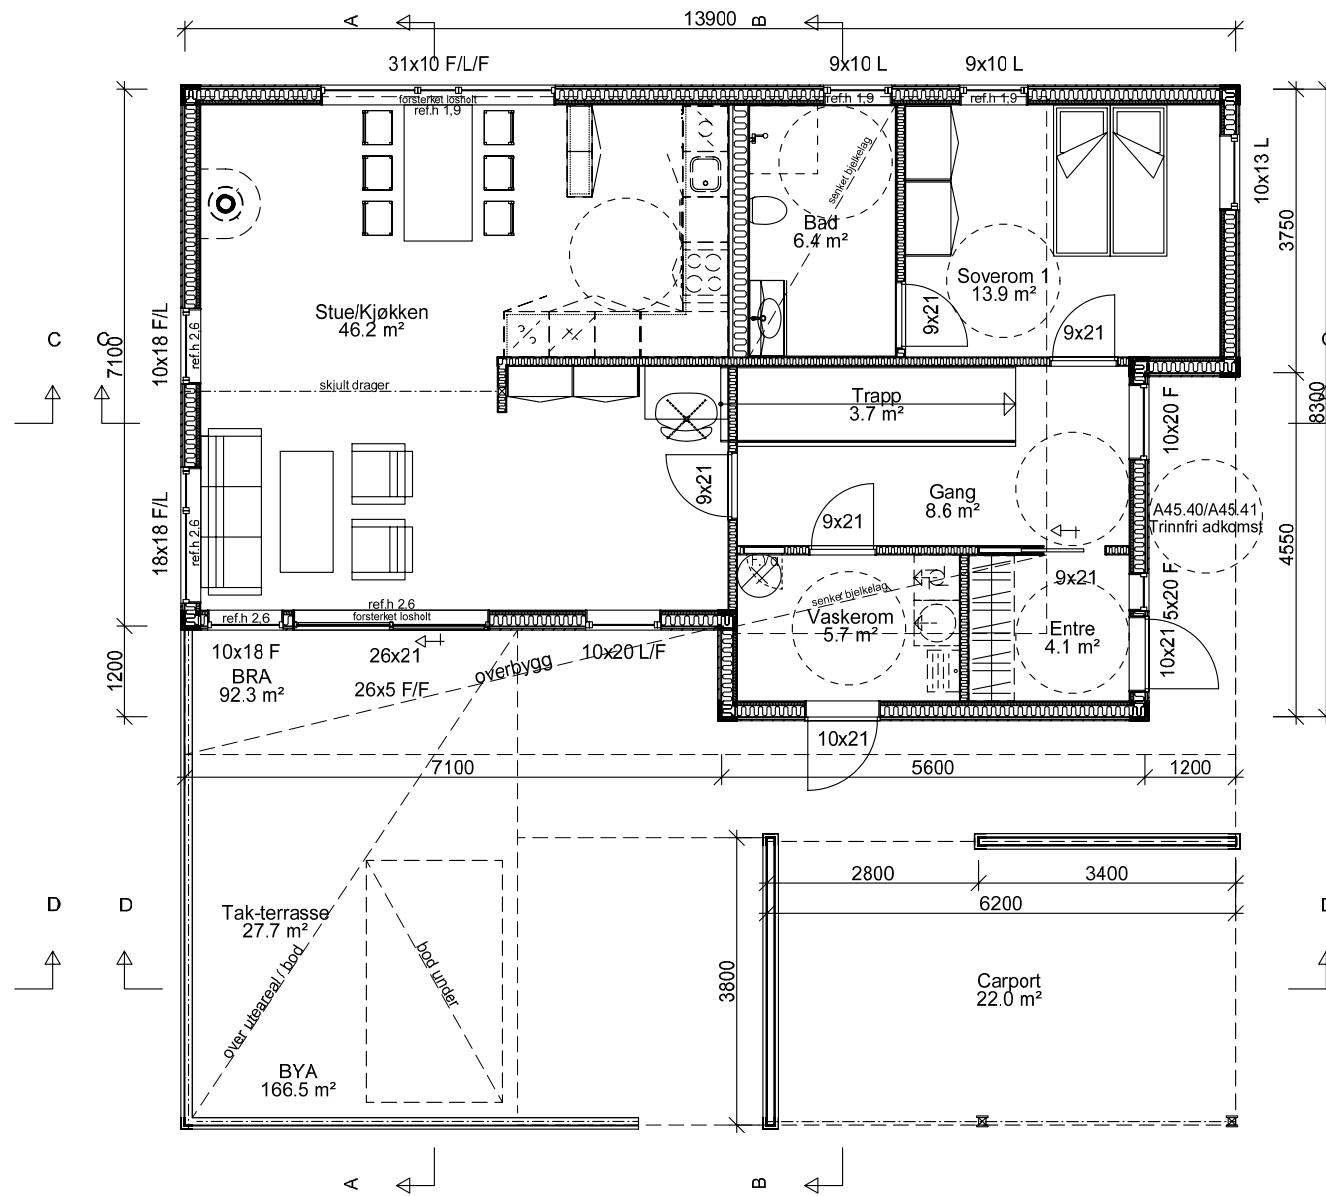 A
13900
B
31x10 F/L/F
9x10 L
9x10 L
forsterket losholt
ref.h 1,9
ref.h 1,9
ref.h 1,9
10x13 L
3750
senket bjelkelag
Bad
6.4 m²
Soverom 1
13.9 m²
9x21
9x21
Stue/Kjøkken
46.2 m²
10x18 F/L
ref.h 2,6
C
C
7100
skjult drager
Trapp
3.7 m²
10x20 F
8300
9x21
Gang
8.6 m²
9x21
A45.40/A45.41
Trinnfri adkomst
4550
18x18 F/L
ref.h 2,6
9x21
5x20 F
senket bjelkelag
Vaskerom
5.7 m²
Entre
4.1 m²
10x21
ref.h 2,6
forsterket losholt
ref.h 2,6
10x18 F
BRA
92.3 m²
26x21
26x5 F/F
overbygg
10x20 L/F
1200
10x21
7100
5600
1200
2800
3400
6200
D
D
Tak-terrasse
27.7 m²
over uteareal / bod
bod under
3800
Carport
22.0 m²
BYA
166.5 m²
A
B